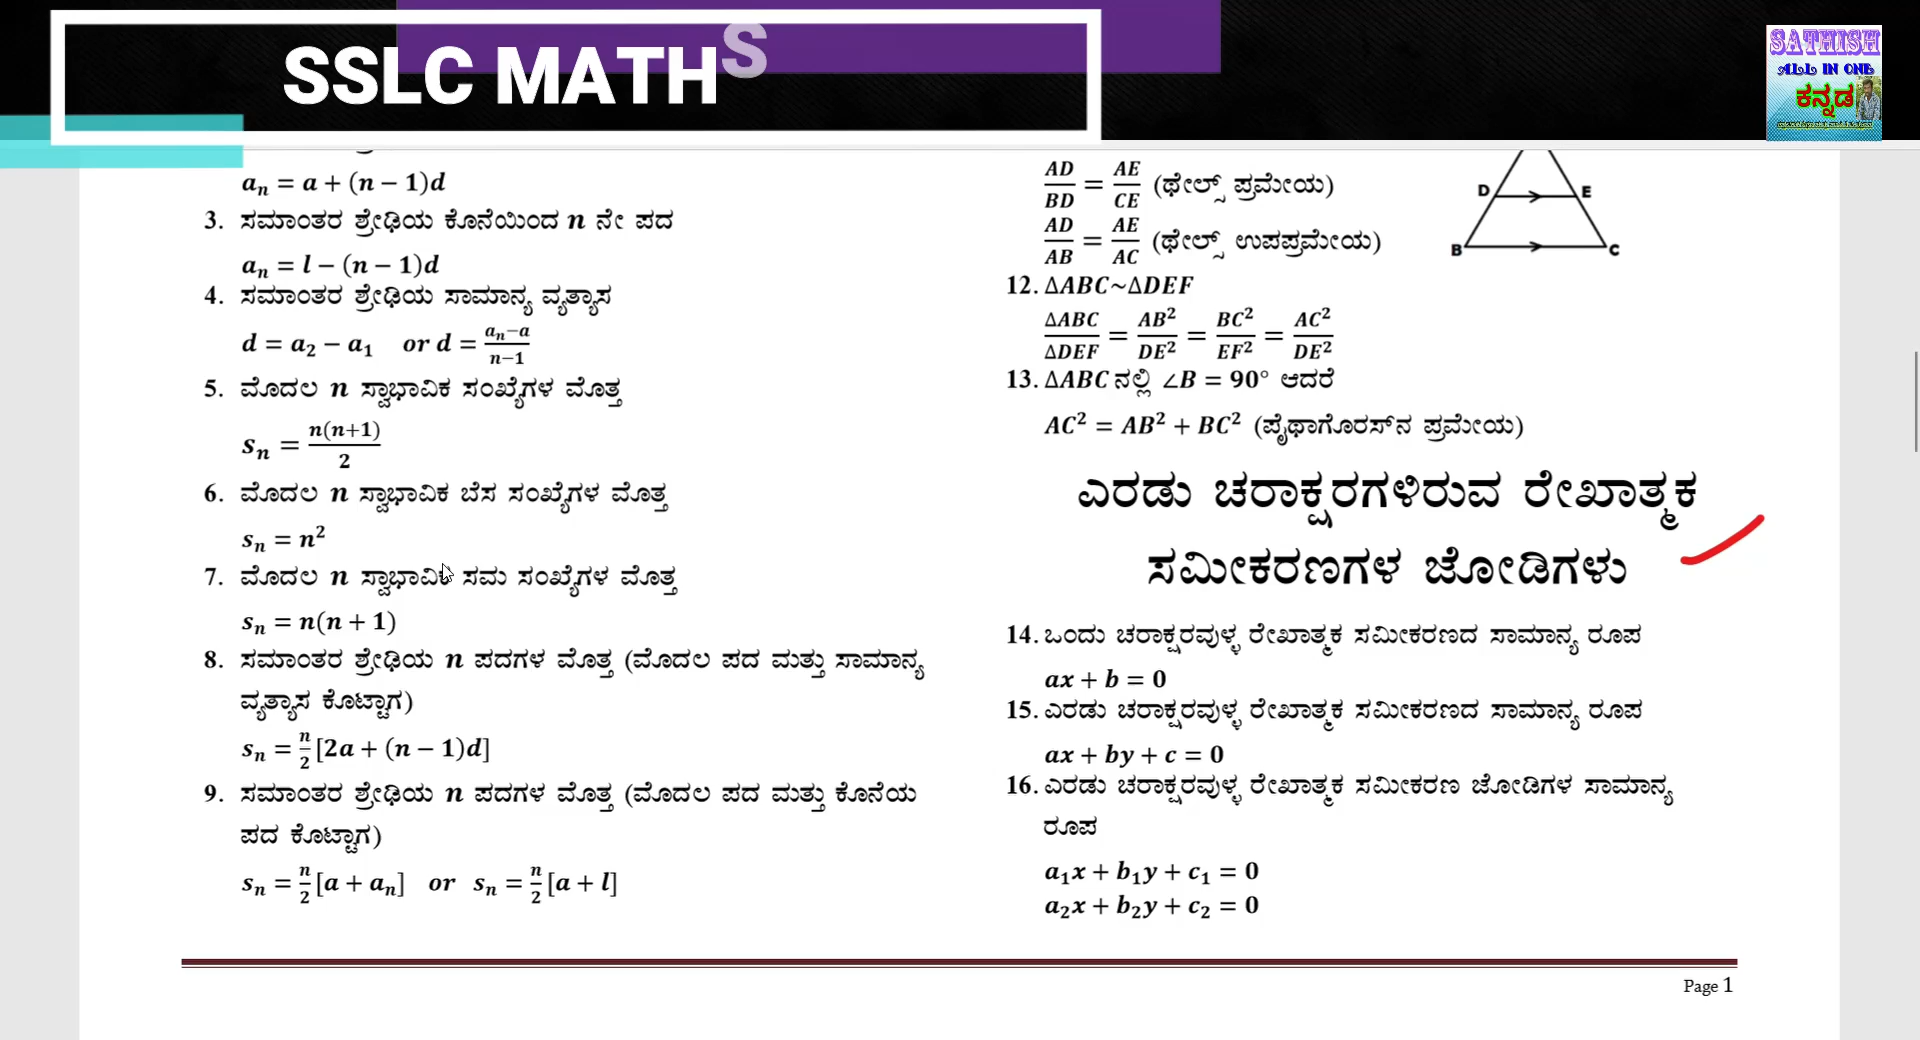 SSLC MATHS
SATHISH
ALL IN ONE
ಕನ್ನಡ
aₙ = a + (n − 1)d
3. ಸಮಾಂತರ ಶ್ರೇಢಿಯ ಕೊನೆಯಿಂದ n ನೇ ಪದ
aₙ = l − (n − 1)d
4. ಸಮಾಂತರ ಶ್ರೇಢಿಯ ಸಾಮಾನ್ಯ ವ್ಯತ್ಯಾಸ
d = a₂ − a₁ or d = (aₙ−a)/(n−1)
5. ಮೊದಲ n ಸ್ವಾಭಾವಿಕ ಸಂಖ್ಯೆಗಳ ಮೊತ್ತ
sₙ = n(n+1)/2
6. ಮೊದಲ n ಸ್ವಾಭಾವಿಕ ಬೆಸ ಸಂಖ್ಯೆಗಳ ಮೊತ್ತ
sₙ = n²
7. ಮೊದಲ n ಸ್ವಾಭಾವಿಕ ಸಮ ಸಂಖ್ಯೆಗಳ ಮೊತ್ತ
sₙ = n(n + 1)
8. ಸಮಾಂತರ ಶ್ರೇಢಿಯ n ಪದಗಳ ಮೊತ್ತ (ಮೊದಲ ಪದ ಮತ್ತು ಸಾಮಾನ್ಯ
ವ್ಯತ್ಯಾಸ ಕೊಟ್ಟಾಗ)
sₙ = n/2 [2a + (n − 1)d]
9. ಸಮಾಂತರ ಶ್ರೇಢಿಯ n ಪದಗಳ ಮೊತ್ತ (ಮೊದಲ ಪದ ಮತ್ತು ಕೊನೆಯ
ಪದ ಕೊಟ್ಟಾಗ)
sₙ = n/2 [a + aₙ] or sₙ = n/2 [a + l]
AD/BD = AE/CE (ಥೇಲ್ಸ್ ಪ್ರಮೇಯ)
AD/AB = AE/AC (ಥೇಲ್ಸ್ ಉಪಪ್ರಮೇಯ)
D E
B C
12. ∆ABC~∆DEF
∆ABC/∆DEF = AB²/DE² = BC²/EF² = AC²/DE²
13. ∆ABC ನಲ್ಲಿ ∠B = 90° ಆದರೆ
AC² = AB² + BC² (ಪೈಥಾಗೊರಸ್‌ನ ಪ್ರಮೇಯ)
ಎರಡು ಚರಾಕ್ಷರಗಳಿರುವ ರೇಖಾತ್ಮಕ
ಸಮೀಕರಣಗಳ ಜೋಡಿಗಳು
14. ಒಂದು ಚರಾಕ್ಷರವುಳ್ಳ ರೇಖಾತ್ಮಕ ಸಮೀಕರಣದ ಸಾಮಾನ್ಯ ರೂಪ
ax + b = 0
15. ಎರಡು ಚರಾಕ್ಷರವುಳ್ಳ ರೇಖಾತ್ಮಕ ಸಮೀಕರಣದ ಸಾಮಾನ್ಯ ರೂಪ
ax + by + c = 0
16. ಎರಡು ಚರಾಕ್ಷರವುಳ್ಳ ರೇಖಾತ್ಮಕ ಸಮೀಕರಣ ಜೋಡಿಗಳ ಸಾಮಾನ್ಯ
ರೂಪ
a₁x + b₁y + c₁ = 0
a₂x + b₂y + c₂ = 0
Page 1